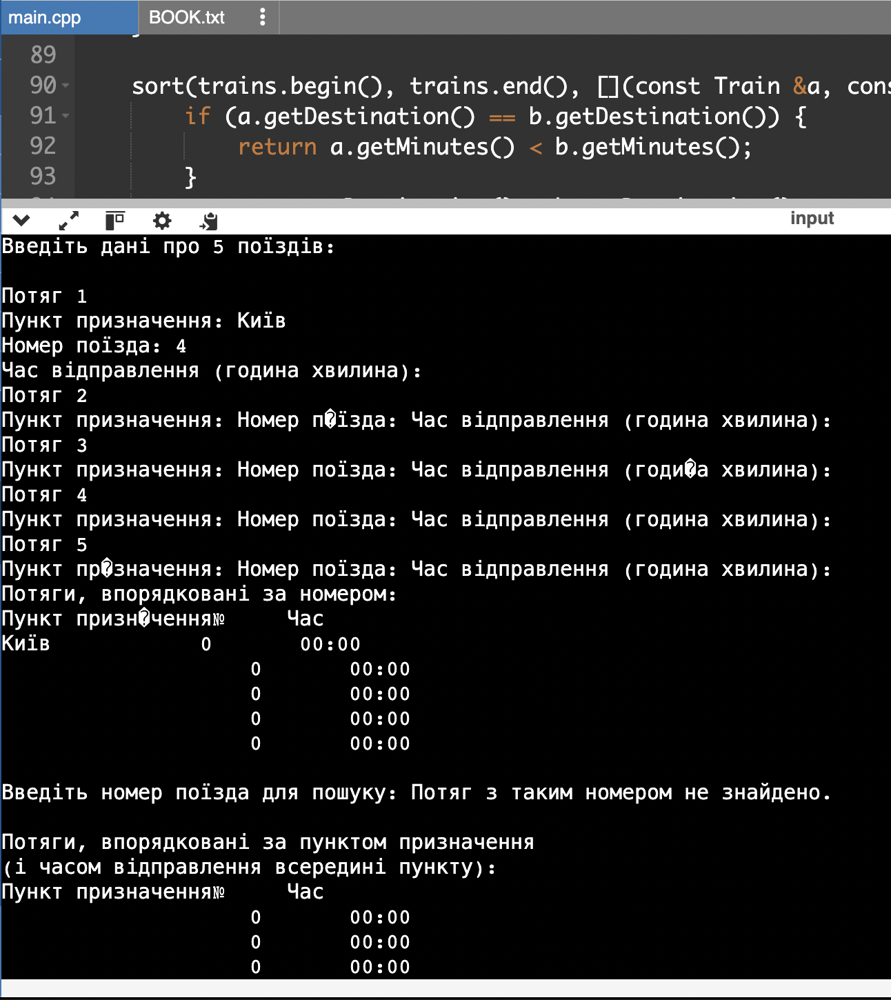 main.cpp BOOK.txt
89
90 sort(trains.begin(), trains.end(), [](const Train &a, cons
91 if (a.getDestination() == b.getDestination()) {
92 return a.getMinutes() < b.getMinutes();
93 }
input
Введіть дані про 5 поїздів:
Потяг 1
Пункт призначення: Київ
Номер поїзда: 4
Час відправлення (година хвилина):
Потяг 2
Пункт призначення: Номер п�їзда: Час відправлення (година хвилина):
Потяг 3
Пункт призначення: Номер поїзда: Час відправлення (годи�а хвилина):
Потяг 4
Пункт призначення: Номер поїзда: Час відправлення (година хвилина):
Потяг 5
Пункт пр�значення: Номер поїзда: Час відправлення (година хвилина):
Потяги, впорядковані за номером:
Пункт призн�чення№ Час
Київ 0 00:00
0 00:00
0 00:00
0 00:00
0 00:00
Введіть номер поїзда для пошуку: Потяг з таким номером не знайдено.
Потяги, впорядковані за пунктом призначення
(і часом відправлення всередині пункту):
Пункт призначення№ Час
0 00:00
0 00:00
0 00:00